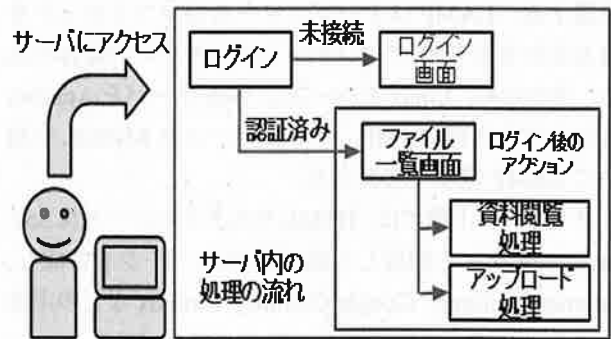 サーバにアクセス
ログイン
未接続
ログイン
画面
認証済み
ファイル
一覧画面
ログイン後の
アクション
資料閲覧
処理
アップロード
処理
サーバ内の
処理の流れ